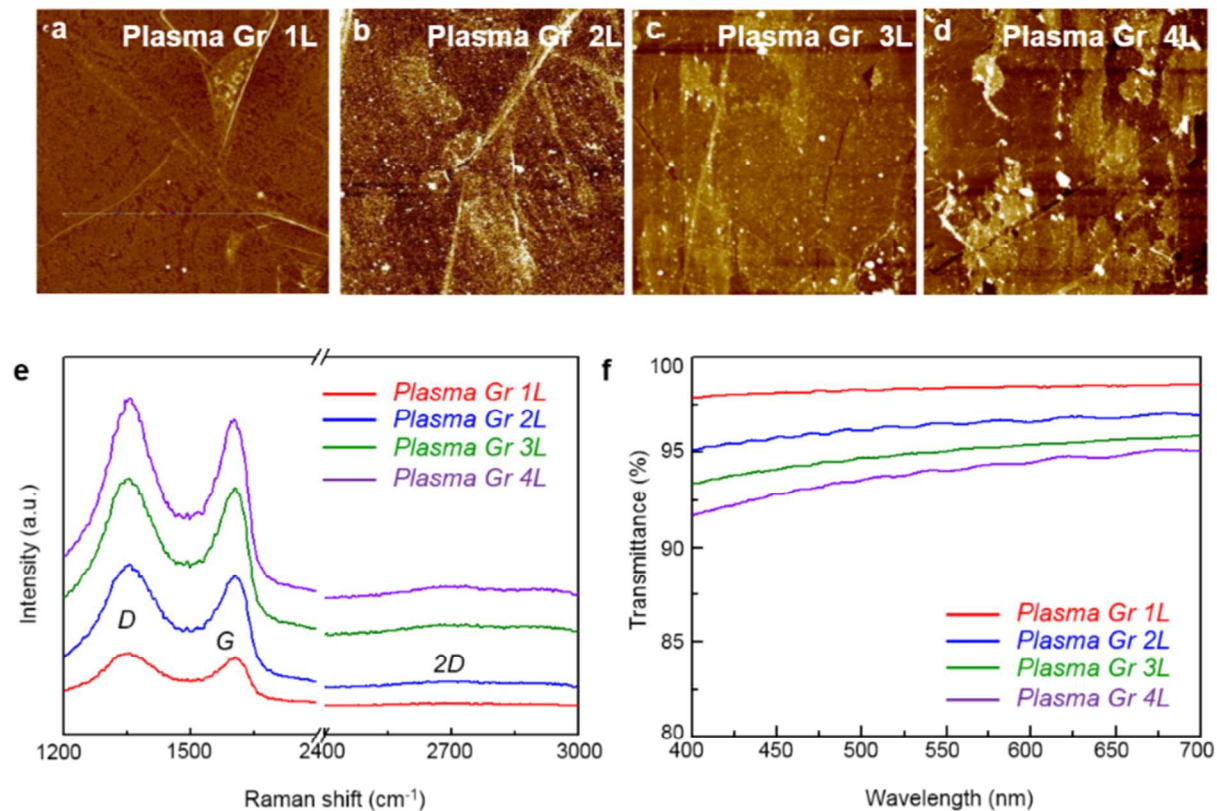 a Plasma Gr 1L
b Plasma Gr 2L
c Plasma Gr 3L
d Plasma Gr 4L
e
Plasma Gr 1L
Plasma Gr 2L
Plasma Gr 3L
Plasma Gr 4L
D
G
2D
Intensity (a.u.)
1200 1500 2400 2700 3000
Raman shift (cm⁻¹)
f
100
95
90
85
80
Transmittance (%)
Plasma Gr 1L
Plasma Gr 2L
Plasma Gr 3L
Plasma Gr 4L
400 450 500 550 600 650 700
Wavelength (nm)